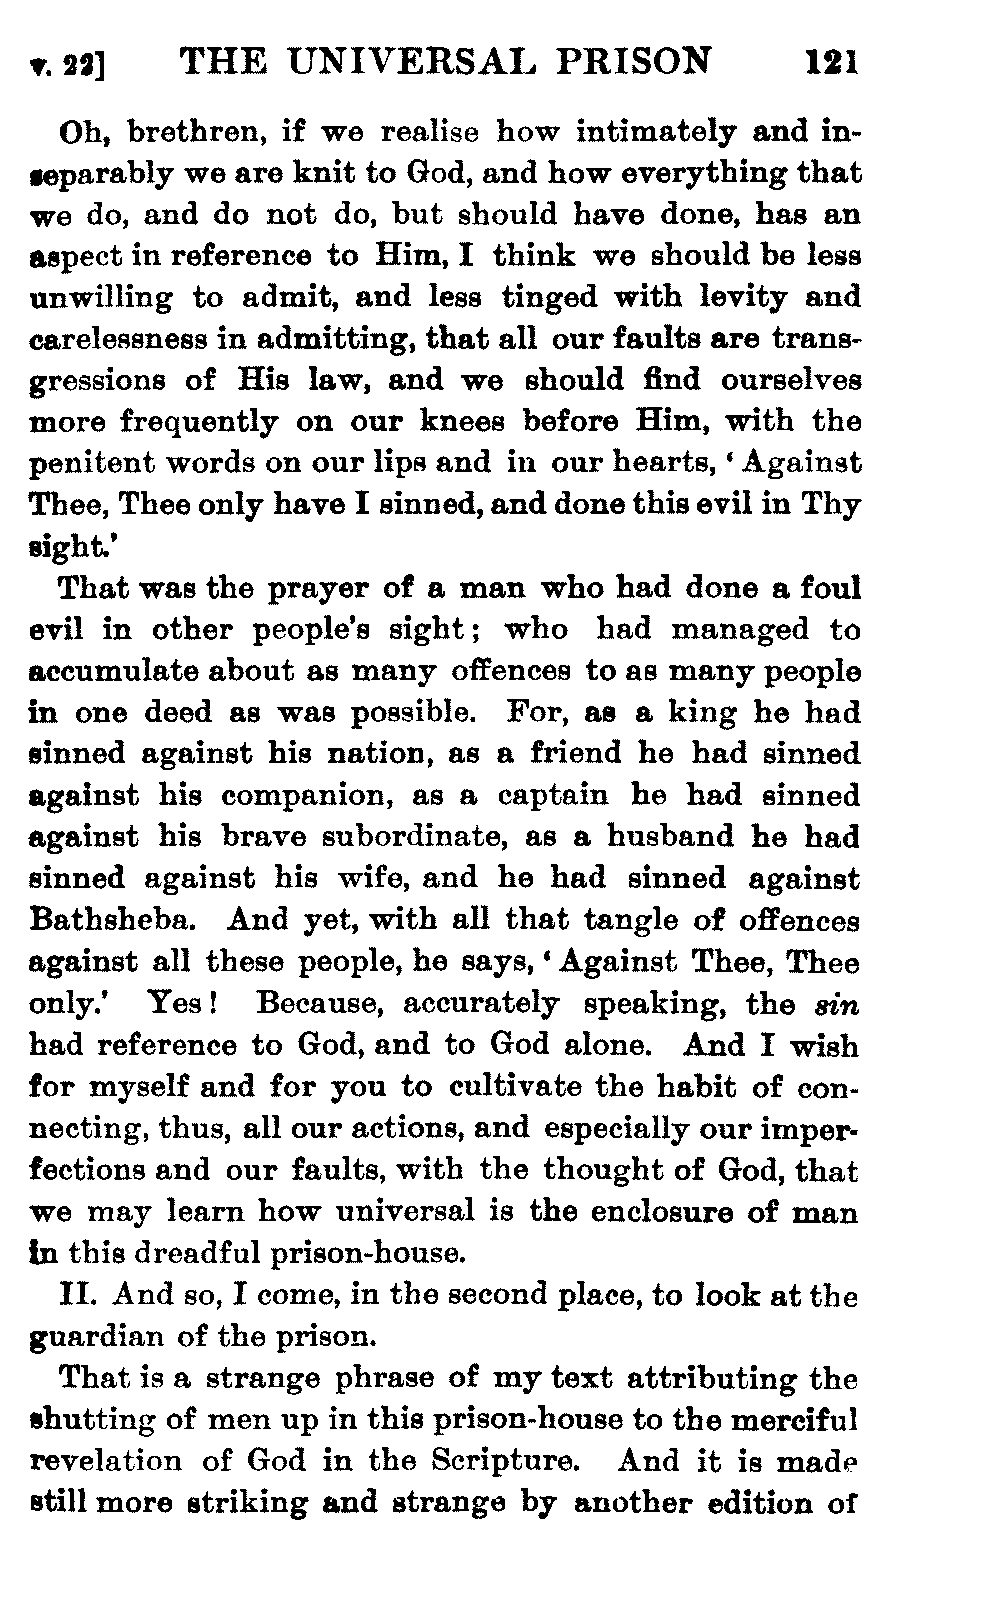 v. 22] THE UNIVERSAL PRISON 121
Oh, brethren, if we realise how intimately and in-
separably we are knit to God, and how everything that
we do, and do not do, but should have done, has an
aspect in reference to Him, I think we should be less
unwilling to admit, and less tinged with levity and
carelessness in admitting, that all our faults are trans-
gressions of His law, and we should find ourselves
more frequently on our knees before Him, with the
penitent words on our lips and in our hearts, ‘Against
Thee, Thee only have I sinned, and done this evil in Thy
sight.’
That was the prayer of a man who had done a foul
evil in other people's sight; who had managed to
accumulate about as many offences to as many people
in one deed as was possible. For, as a king he had
sinned against his nation, as a friend he had sinned
against his companion, as a captain he had sinned
against his brave subordinate, as a husband he had
sinned against his wife, and he had sinned against
Bathsheba. And yet, with all that tangle of offences
against all these people, he says, ‘Against Thee, Thee
only.’ Yes! Because, accurately speaking, the sin
had reference to God, and to God alone. And I wish
for myself and for you to cultivate the habit of con-
necting, thus, all our actions, and especially our imper-
fections and our faults, with the thought of God, that
we may learn how universal is the enclosure of man
in this dreadful prison-house.
II. And so, I come, in the second place, to look at the
guardian of the prison.
That is a strange phrase of my text attributing the
shutting of men up in this prison-house to the merciful
revelation of God in the Scripture. And it is made
still more striking and strange by another edition of